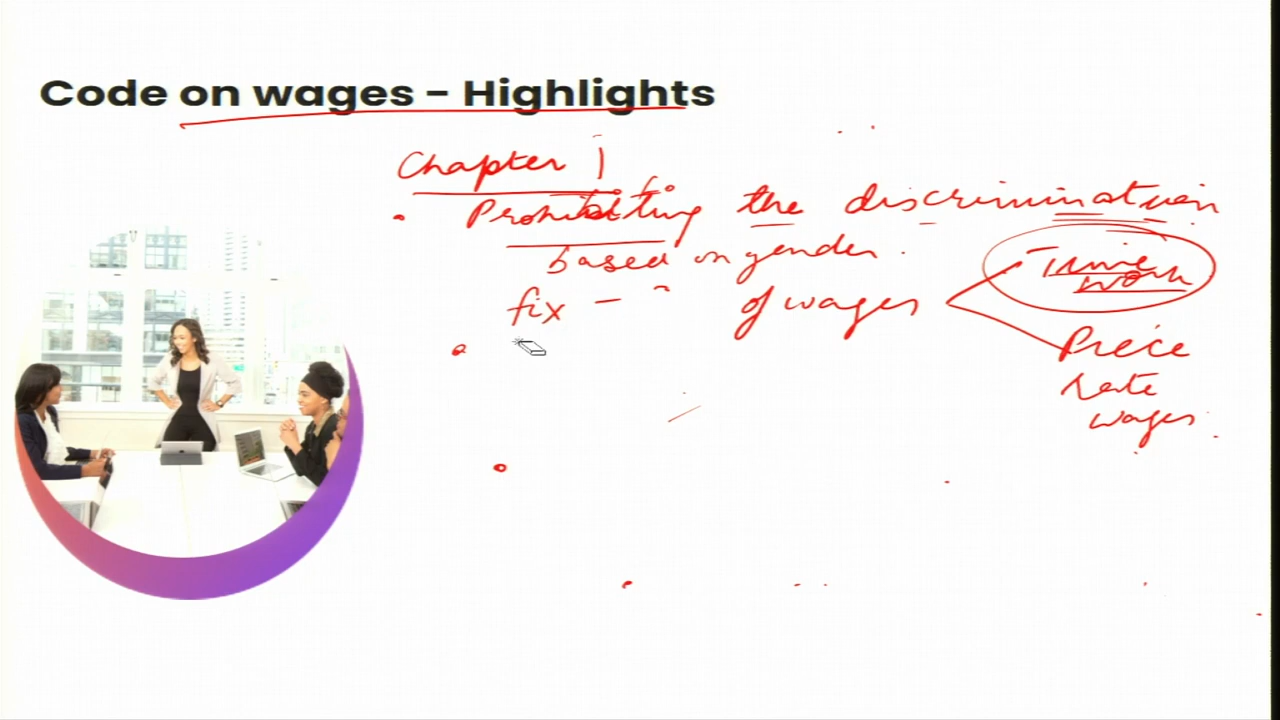 Code on wages - Highlights
Chapter 1
Prohibiting the discrimination
based on gender.
fix - of wages
Time
work
Piece
rate
wages